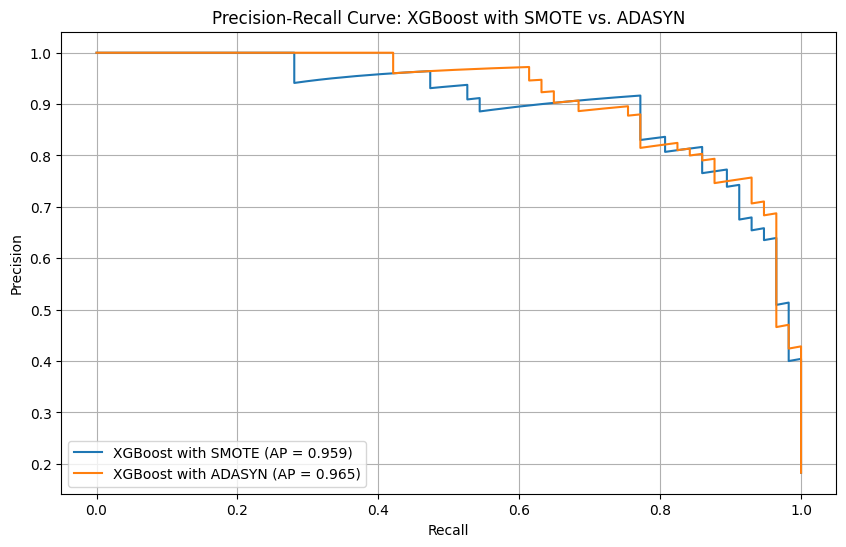 Precision-Recall Curve: XGBoost with SMOTE vs. ADASYN
1.0
0.9
0.8
0.7
0.6
0.5
0.4
0.3
0.2
Precision
XGBoost with SMOTE (AP = 0.959)
XGBoost with ADASYN (AP = 0.965)
0.0 0.2 0.4 0.6 0.8 1.0
Recall